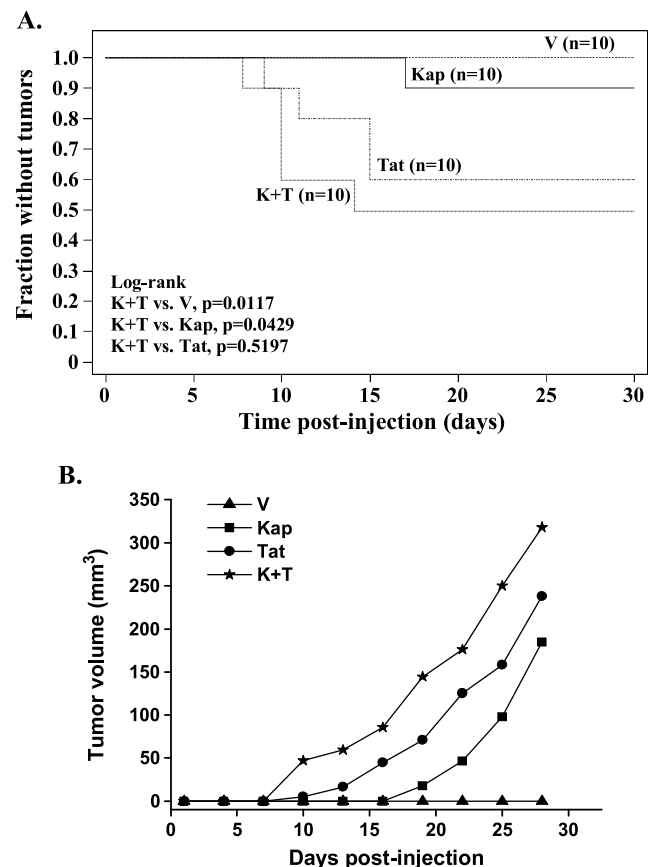 A.
V (n=10)
Kap (n=10)
Tat (n=10)
K+T (n=10)
Fraction without tumors
1.0
0.9
0.8
0.7
0.6
0.5
0.4
0.3
0.2
0.1
0
Log-rank
K+T vs. V, p=0.0117
K+T vs. Kap, p=0.0429
K+T vs. Tat, p=0.5197
0 5 10 15 20 25 30
Time post-injection (days)
B.
V
Kap
Tat
K+T
Tumor volume (mm³)
350
300
250
200
150
100
50
0
0 5 10 15 20 25 30
Days post-injection